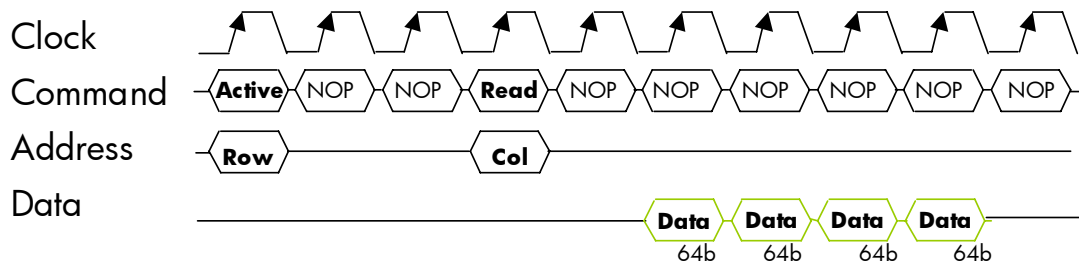 Clock
Command Active NOP NOP Read NOP NOP NOP NOP NOP NOP
Address Row Col
Data Data Data Data Data
64b 64b 64b 64b